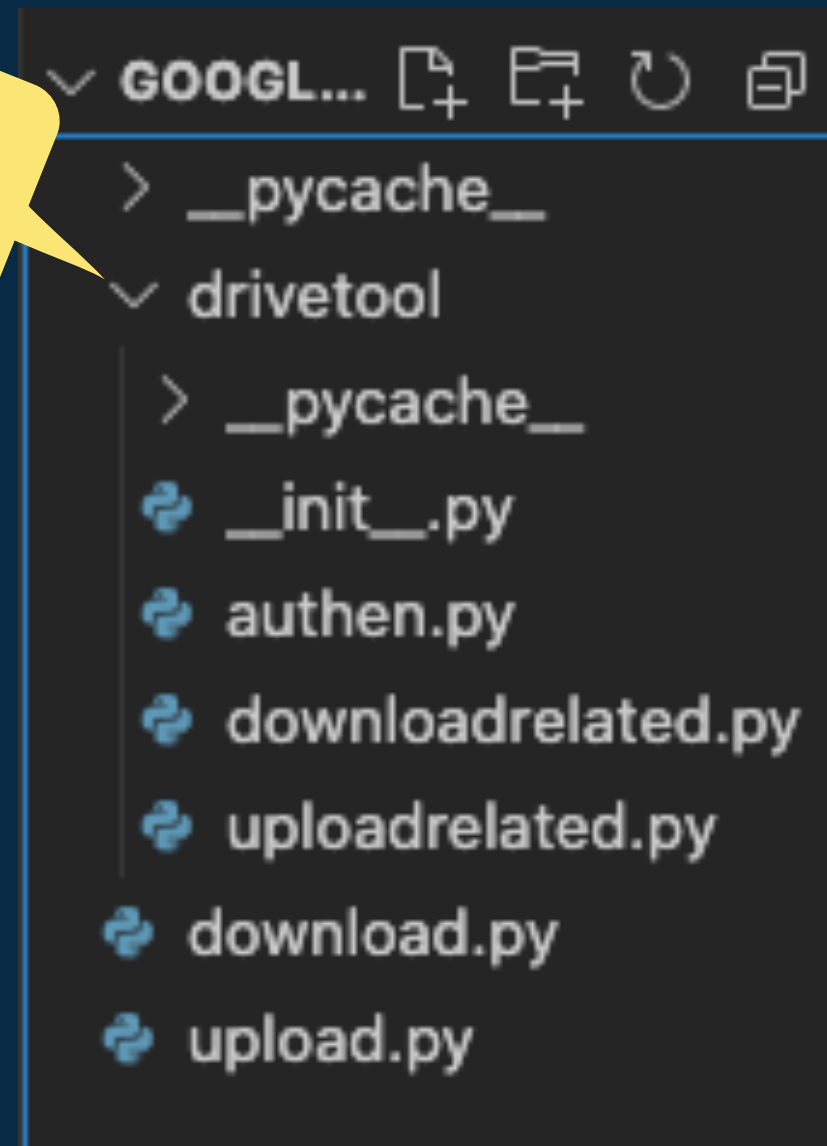 GOOGL...
__pycache__
drivetool
__pycache__
__init__.py
authen.py
downloadrelated.py
uploadrelated.py
download.py
upload.py